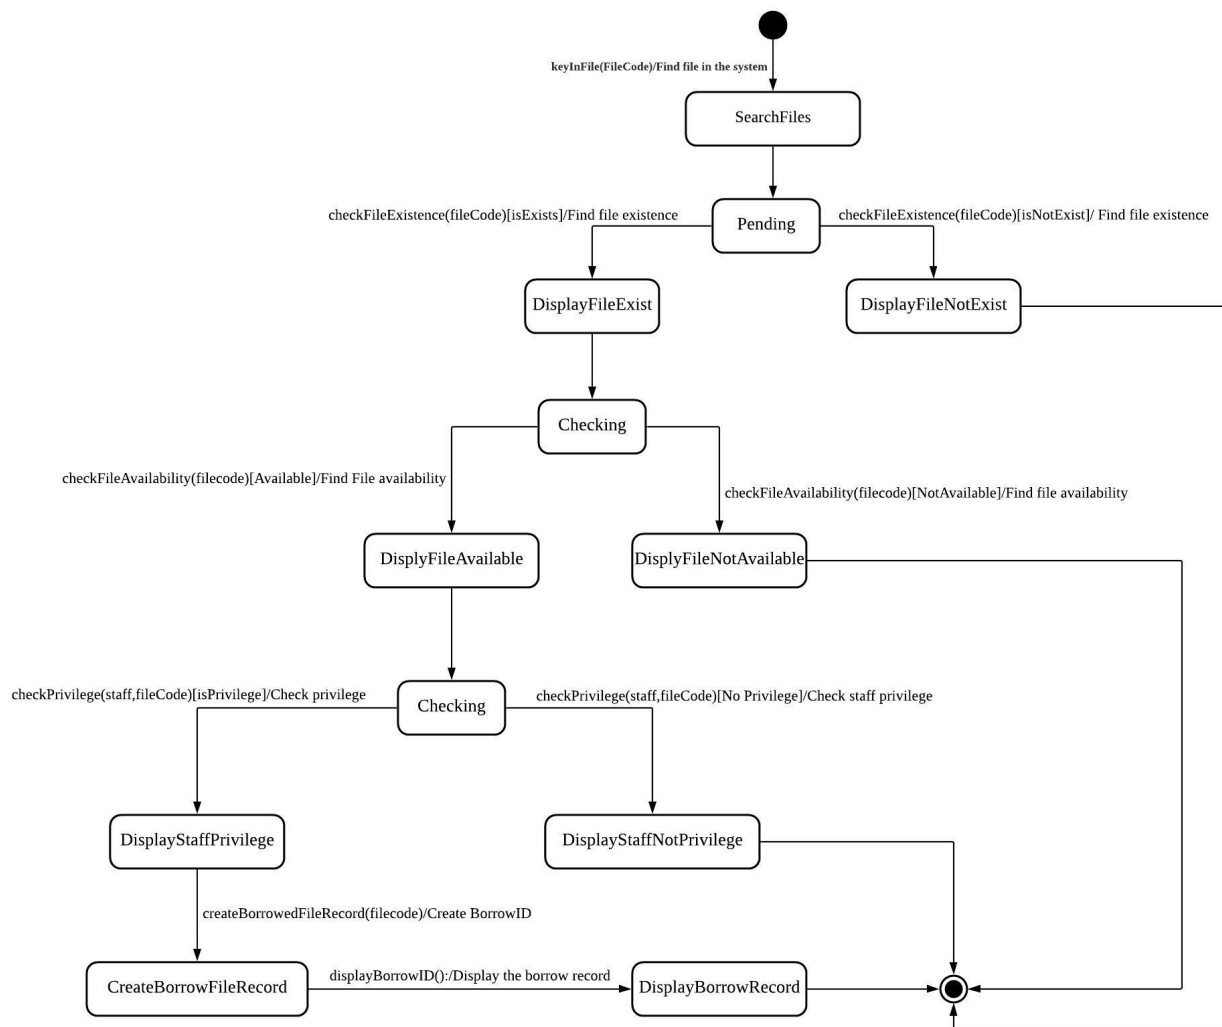 keyInFile(FileCode)/Find file in the system
SearchFiles
checkFileExistence(fileCode)[isExists]/Find file existence
Pending
checkFileExistence(fileCode)[isNotExist]/ Find file existence
DisplayFileExist
DisplayFileNotExist
Checking
checkFileAvailability(filecode)[Available]/Find File availability
checkFileAvailability(filecode)[NotAvailable]/Find file availability
DisplyFileAvailable
DisplyFileNotAvailable
checkPrivilege(staff,fileCode)[isPrivilege]/Check privilege
Checking
checkPrivilege(staff,fileCode)[No Privilege]/Check staff privilege
DisplayStaffPrivilege
DisplayStaffNotPrivilege
createBorrowedFileRecord(filecode)/Create BorrowID
CreateBorrowFileRecord
displayBorrowID():/Display the borrow record
DisplayBorrowRecord